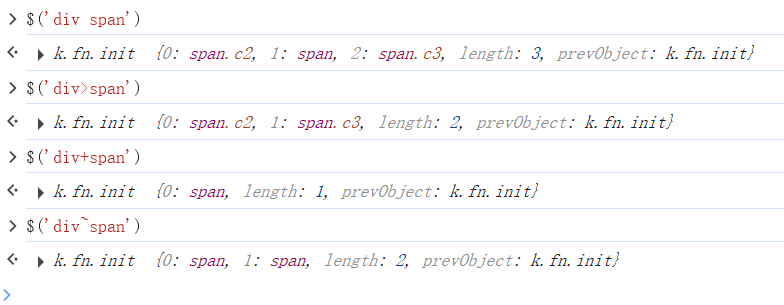 > $('div span')
k.fn.init {0: span.c2, 1: span, 2: span.c3, length: 3, prevObject: k.fn.init}
> $('div>span')
k.fn.init {0: span.c2, 1: span.c3, length: 2, prevObject: k.fn.init}
> $('div+span')
k.fn.init {0: span, length: 1, prevObject: k.fn.init}
> $('div~span')
k.fn.init {0: span, 1: span, length: 2, prevObject: k.fn.init}
>